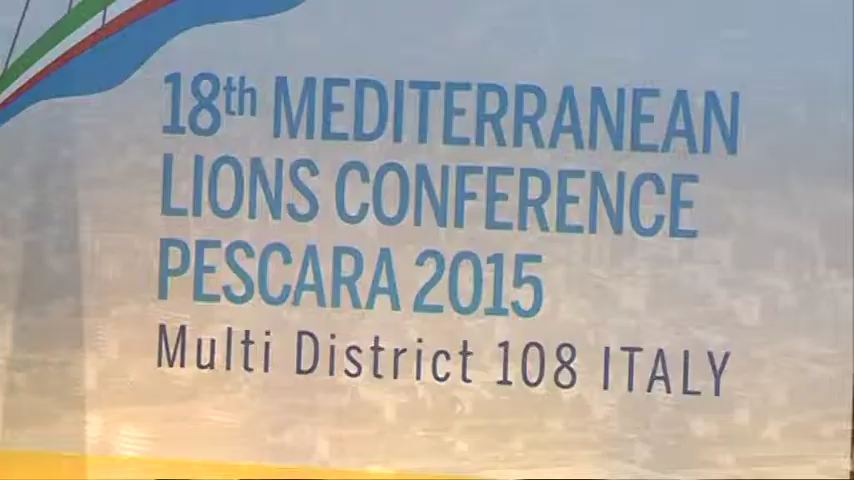 18th MEDITERRANEAN
LIONS CONFERENCE
PESCARA 2015
Multi District 108 ITALY